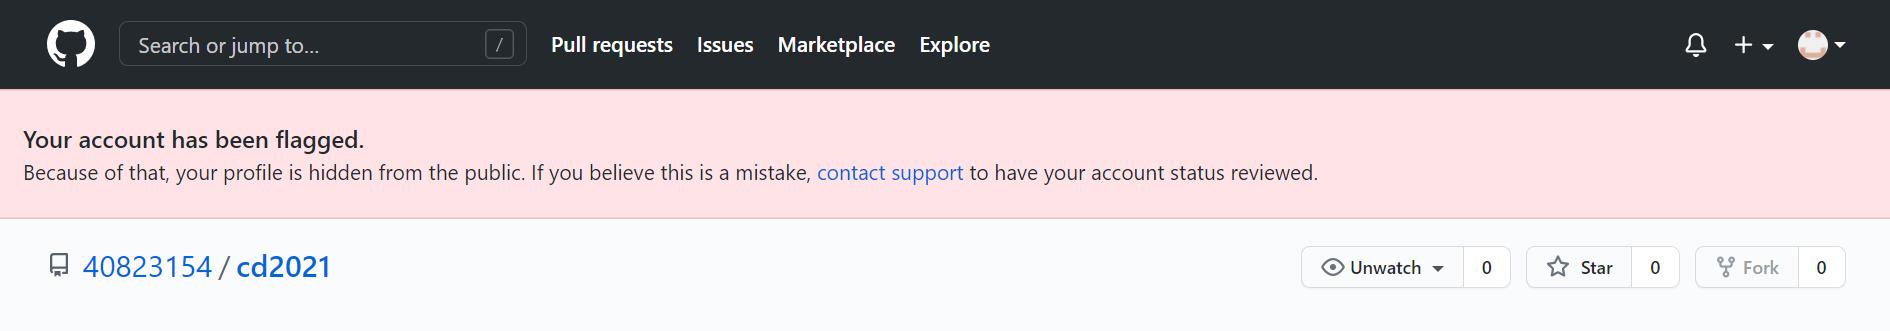 Search or jump to... / Pull requests Issues Marketplace Explore
Your account has been flagged.
Because of that, your profile is hidden from the public. If you believe this is a mistake, contact support to have your account status reviewed.
40823154 / cd2021 Unwatch 0 Star 0 Fork 0